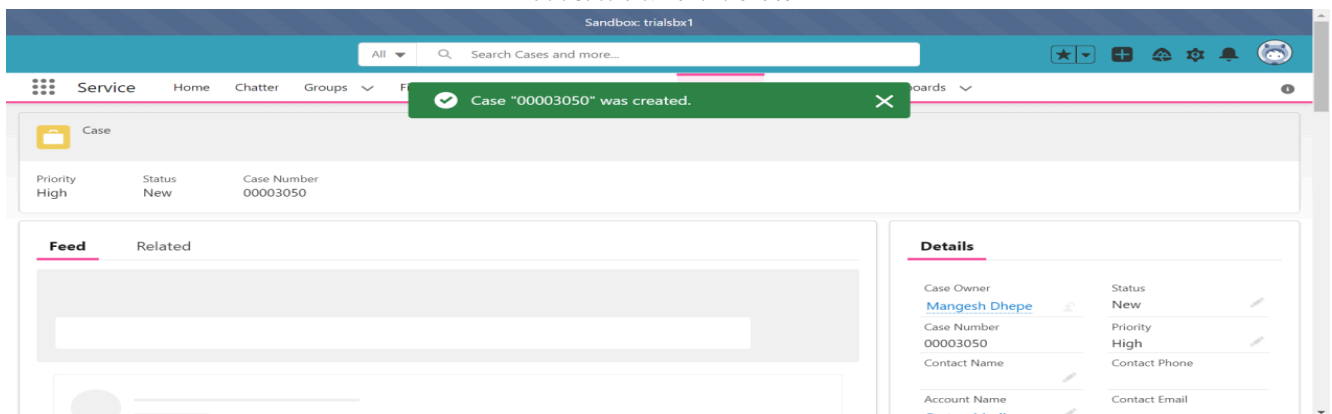 Sandbox: trialsbx1
All Search Cases and more...
Service Home Chatter Groups
Case "00003050" was created.
Case
Priority Status Case Number
High New 00003050
Feed Related
Details
Case Owner Status
Mangesh Dhepe New
Case Number Priority
00003050 High
Contact Name Contact Phone
Account Name Contact Email